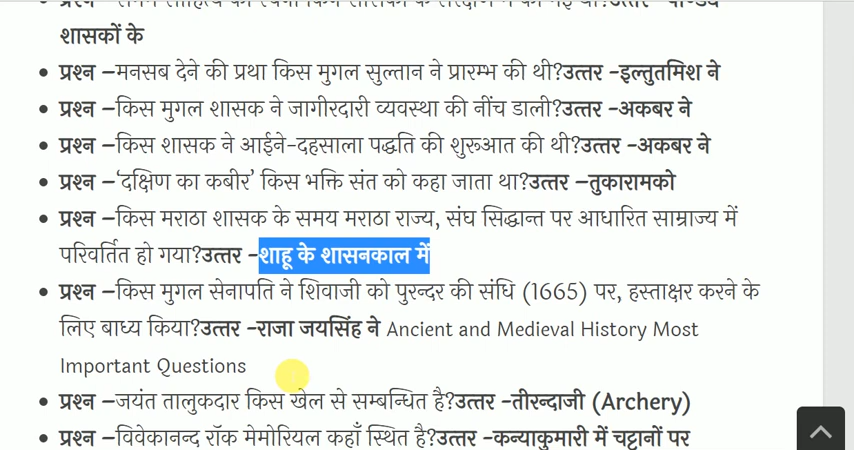 शासकों के
प्रश्न –मनसब देने की प्रथा किस मुगल सुल्तान ने प्रारम्भ की थी?उत्तर -इल्तुतमिश ने
प्रश्न –किस मुगल शासक ने जागीरदारी व्यवस्था की नींच डाली?उत्तर -अकबर ने
प्रश्न –किस शासक ने आईने-दहसाला पद्धति की शुरूआत की थी?उत्तर -अकबर ने
प्रश्न –‘दक्षिण का कबीर’ किस भक्ति संत को कहा जाता था?उत्तर –तुकारामको
प्रश्न –किस मराठा शासक के समय मराठा राज्य, संघ सिद्धान्त पर आधारित साम्राज्य में
परिवर्तित हो गया?उत्तर -शाहू के शासनकाल में
प्रश्न –किस मुगल सेनापति ने शिवाजी को पुरन्दर की संधि (1665) पर, हस्ताक्षर करने के
लिए बाध्य किया?उत्तर -राजा जयसिंह ने Ancient and Medieval History Most
Important Questions
प्रश्न –जयंत तालुकदार किस खेल से सम्बन्धित है?उत्तर -तीरन्दाजी (Archery)
प्रश्न –विवेकानन्द रॉक मेमोरियल कहाँ स्थित है?उत्तर -कन्याकुमारी में चट्टानों पर